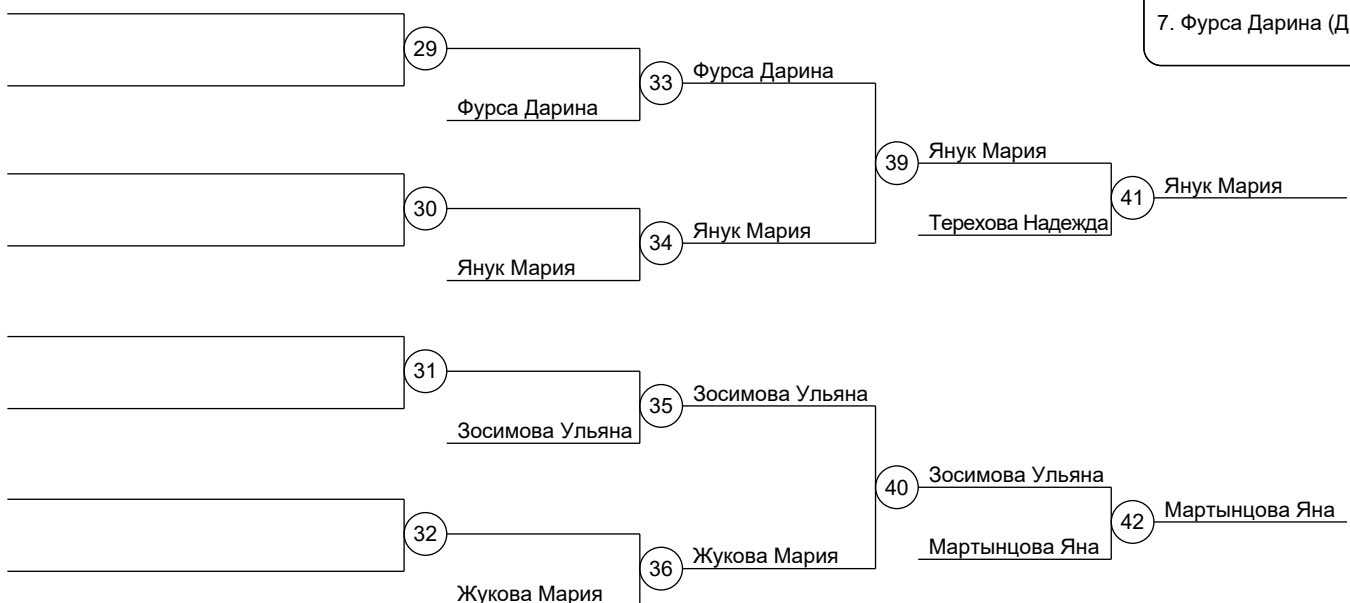 7. Фурса Дарина (Д
29
33
Фурса Дарина
Фурса Дарина
39
Янук Мария
41
Янук Мария
30
34
Янук Мария
Терехова Надежда
Янук Мария
31
35
Зосимова Ульяна
Зосимова Ульяна
40
Зосимова Ульяна
42
Мартынцова Яна
32
36
Жукова Мария
Мартынцова Яна
Жукова Мария